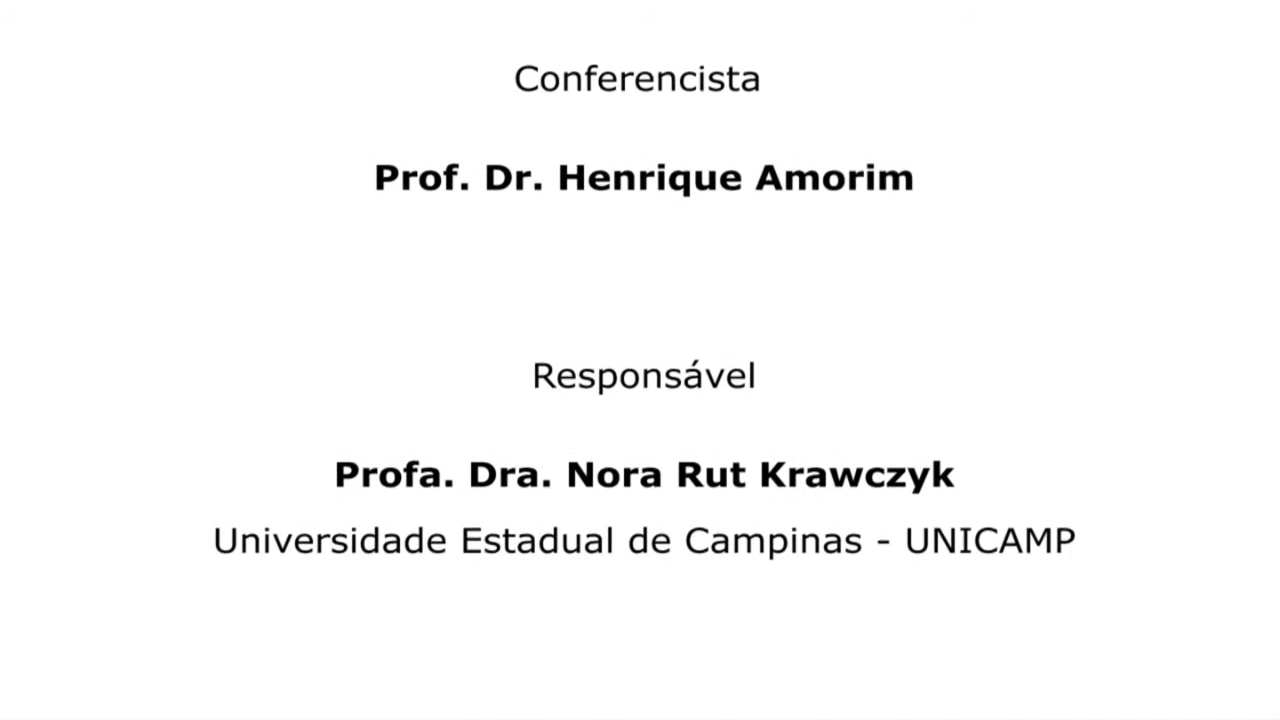 Conferencista
Prof. Dr. Henrique Amorim
Responsável
Profa. Dra. Nora Rut Krawczyk
Universidade Estadual de Campinas - UNICAMP